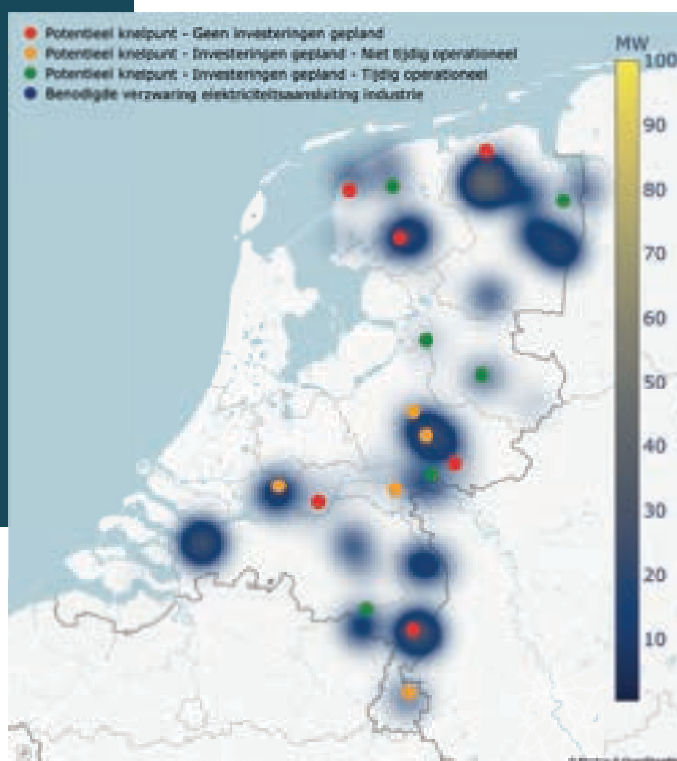 Potentieel knelpunt - Geen investeringen gepland
Potentieel knelpunt - Investeringen gepland - Niet tijdig operationeel
Potentieel knelpunt - Investeringen gepland - Tijdig operationeel
Benodigde verzwaring elektriciteitsaansluiting industrie
MW
100
90
80
70
60
50
40
30
20
10